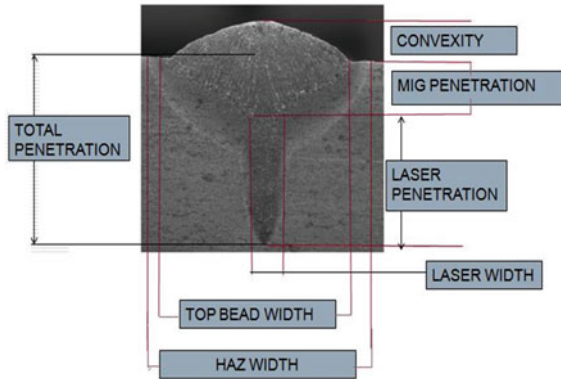 CONVEXITY
MIG PENETRATION
TOTAL
PENETRATION
LASER
PENETRATION
LASER WIDTH
TOP BEAD WIDTH
HAZ WIDTH